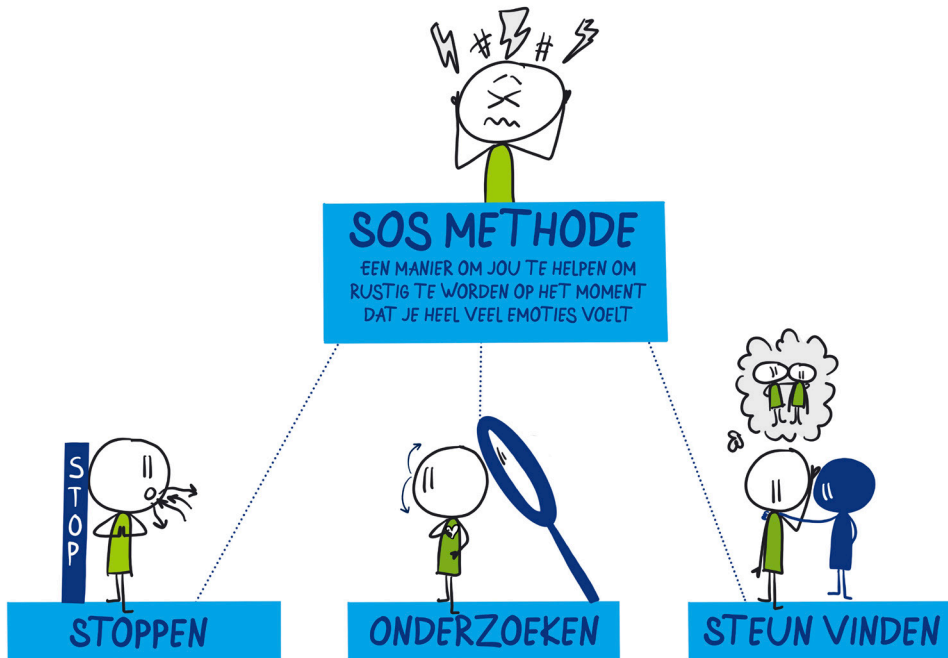 SOS METHODE
EEN MANIER OM JOU TE HELPEN OM
RUSTIG TE WORDEN OP HET MOMENT
DAT JE HEEL VEEL EMOTIES VOELT
STOP
STOPPEN
ONDERZOEKEN
STEUN VINDEN